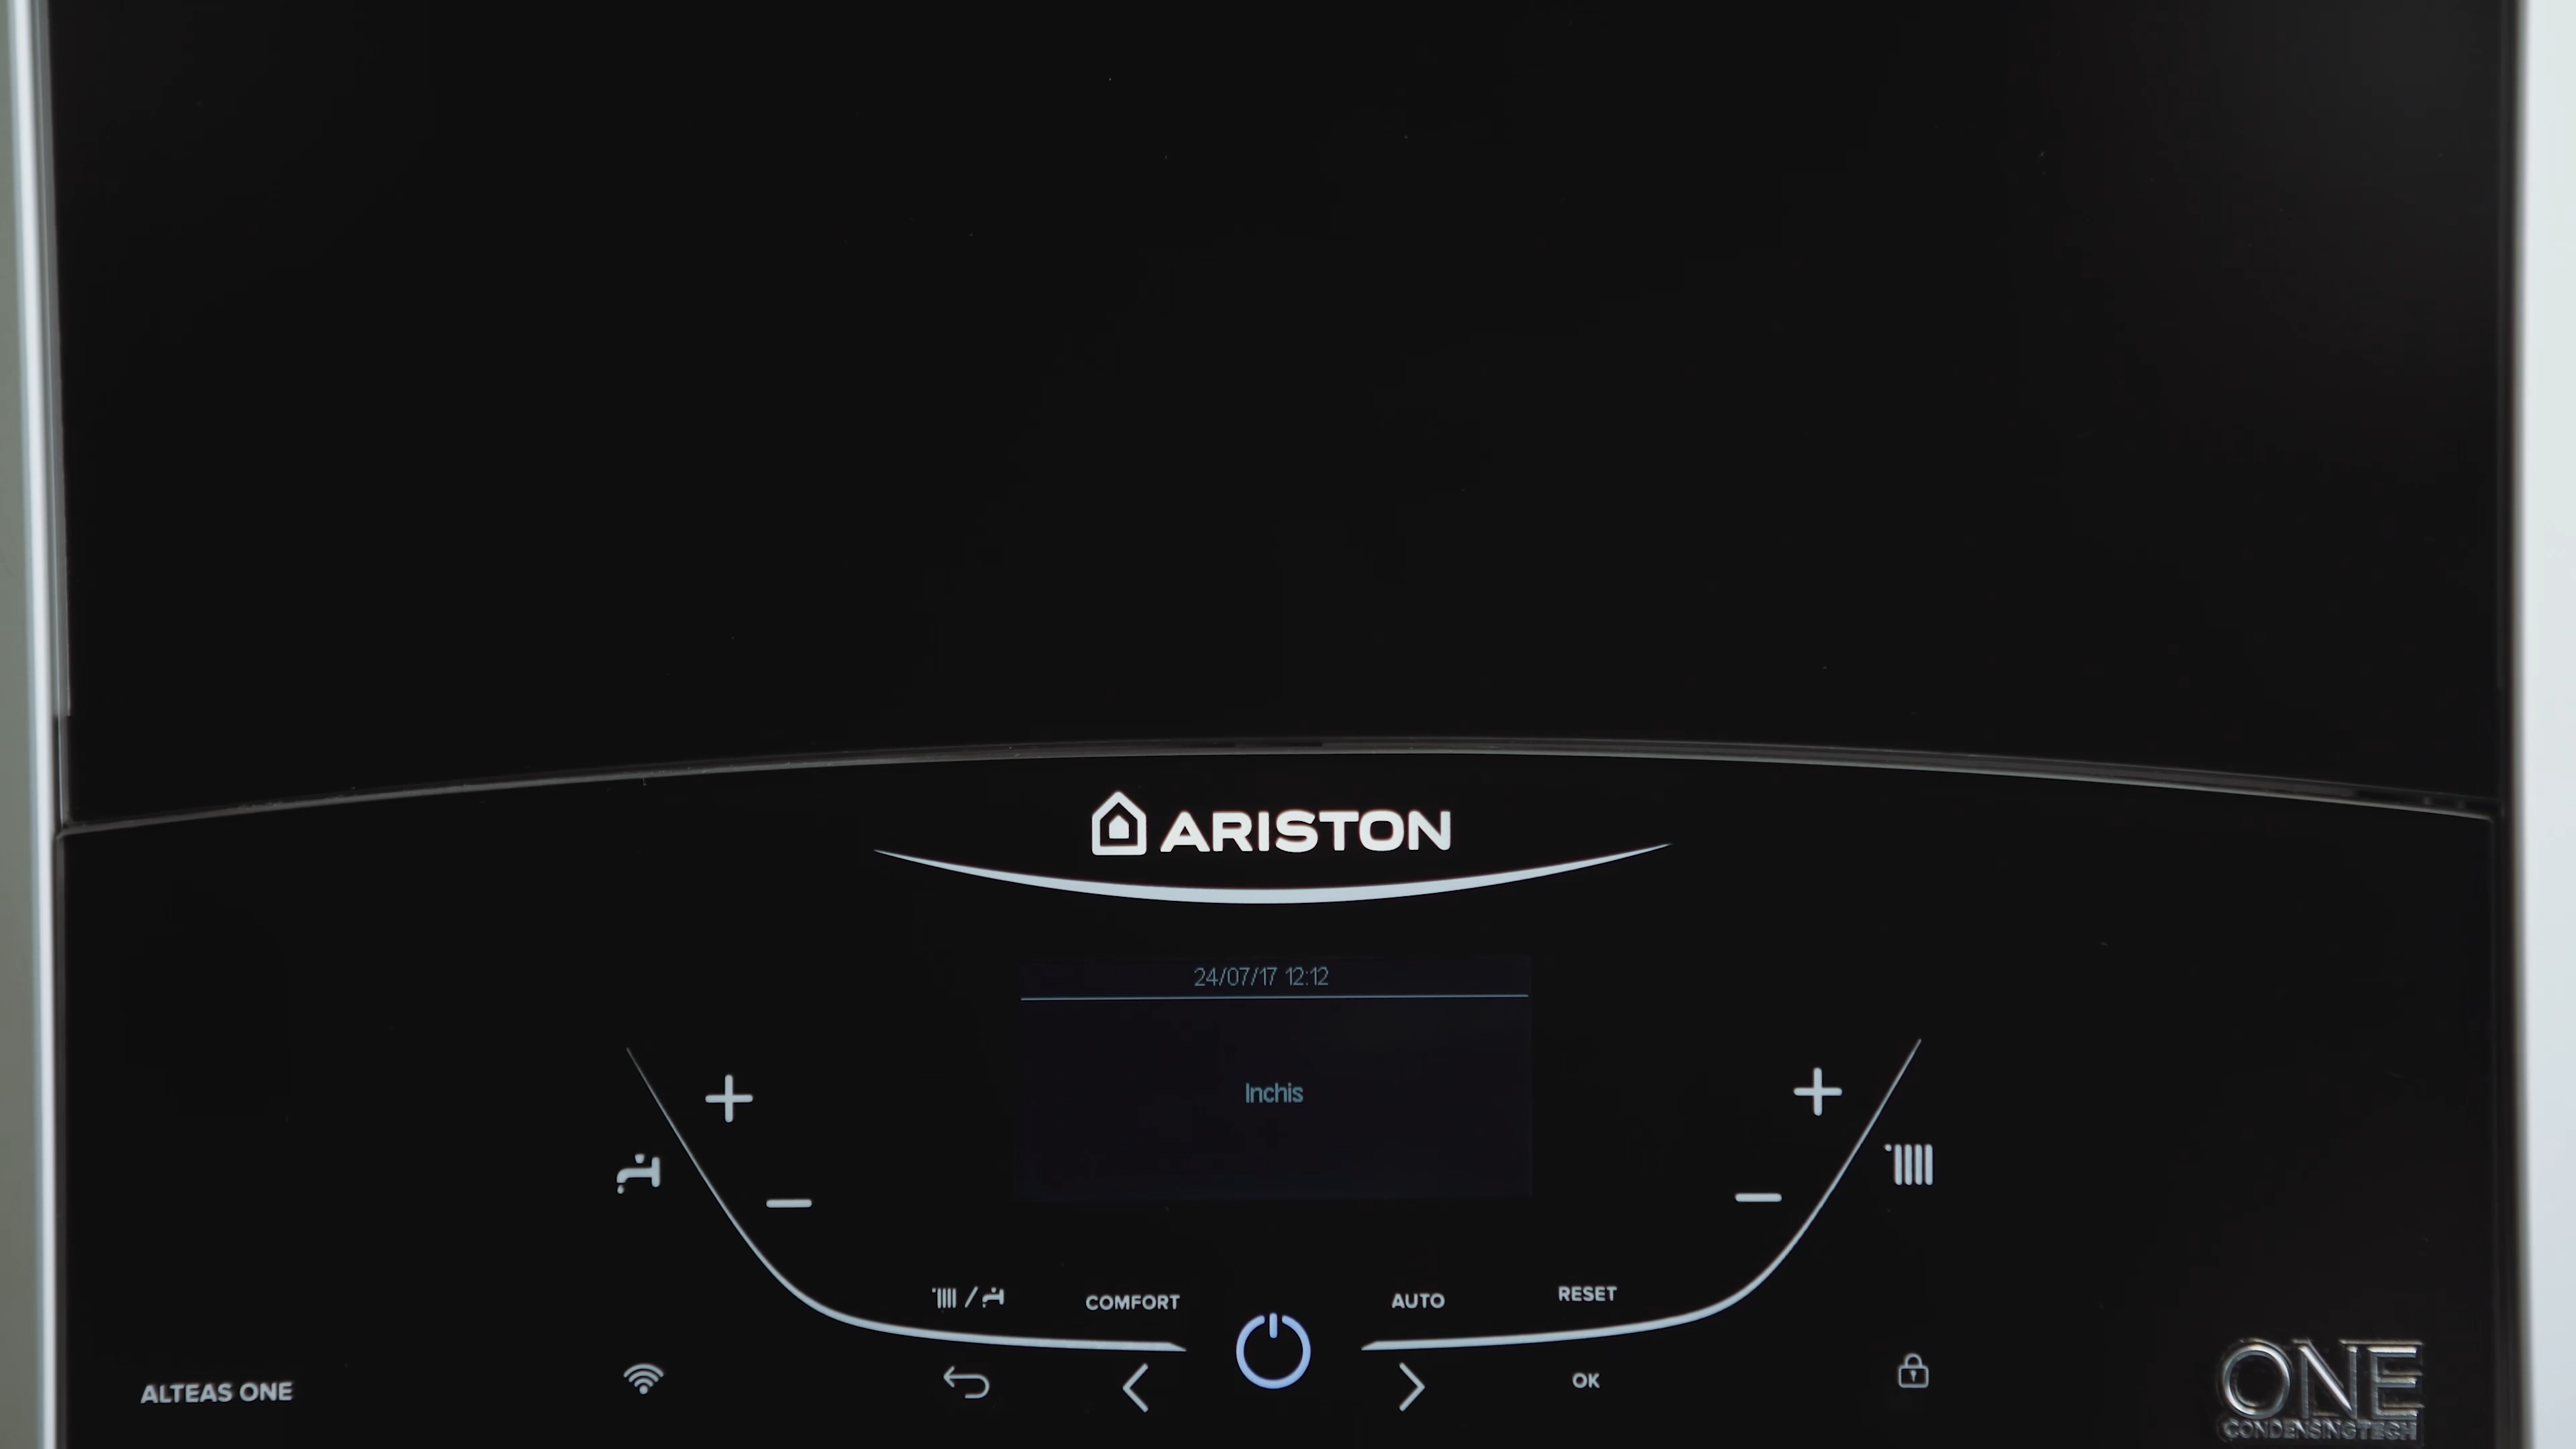 ARISTON
24/07/17 12:12
Inchis
COMFORT
AUTO
RESET
OK
ALTEAS ONE
ONE
CONDENSINGTECH